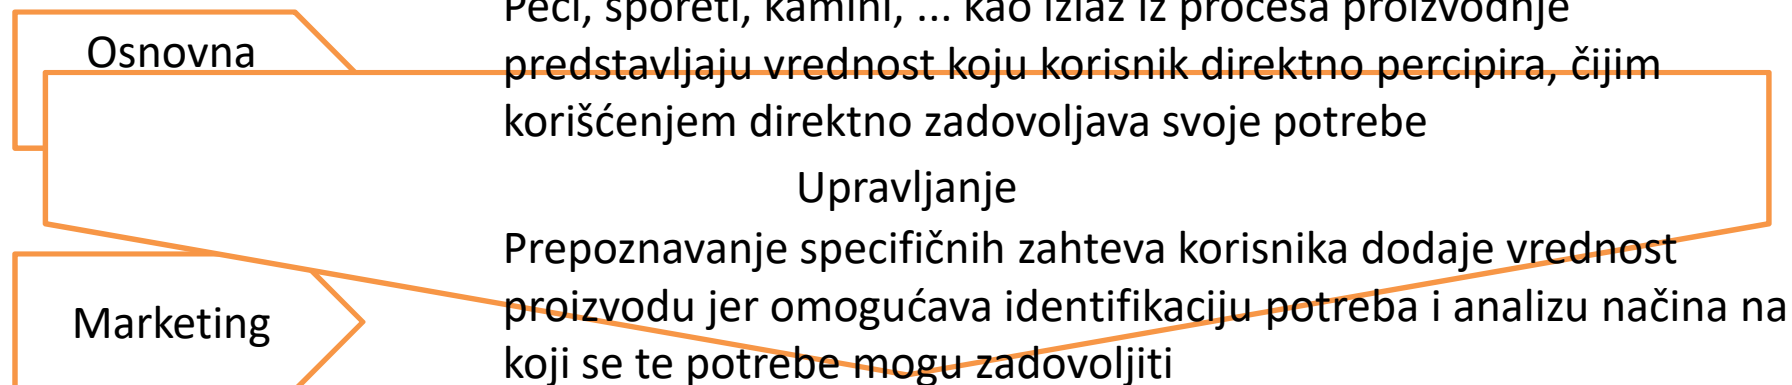 Osnovna
Peći, šporeti, kamini, ... kao izlaz iz procesa proizvodnje
predstavljaju vrednost koju korisnik direktno percipira, čijim
korišćenjem direktno zadovoljava svoje potrebe
Upravljanje
Marketing
Prepoznavanje specifičnih zahteva korisnika dodaje vrednost
proizvodu jer omogućava identifikaciju potreba i analizu načina na
koji se te potrebe mogu zadovoljiti